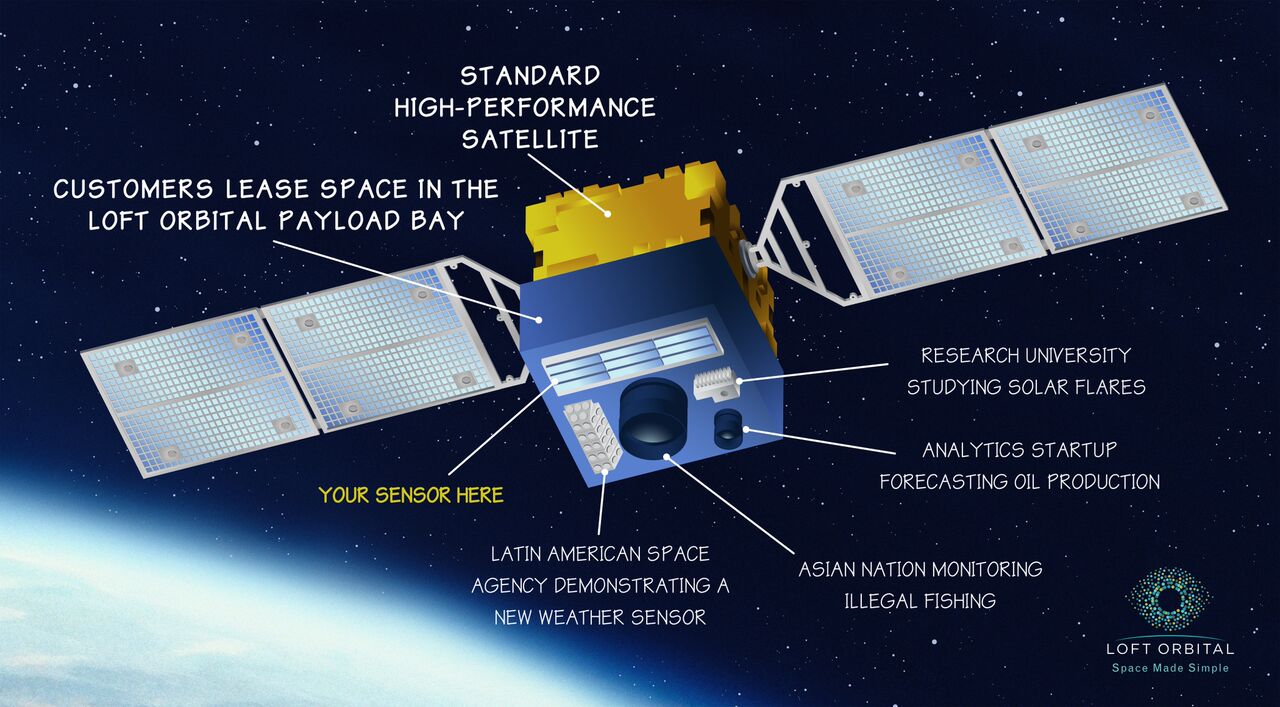 STANDARD
HIGH-PERFORMANCE
SATELLITE
CUSTOMERS LEASE SPACE IN THE
LOFT ORBITAL PAYLOAD BAY
RESEARCH UNIVERSITY
STUDYING SOLAR FLARES
ANALYTICS STARTUP
FORECASTING OIL PRODUCTION
YOUR SENSOR HERE
LATIN AMERICAN SPACE
AGENCY DEMONSTRATING A
NEW WEATHER SENSOR
ASIAN NATION MONITORING
ILLEGAL FISHING
LOFT ORBITAL
Space Made Simple